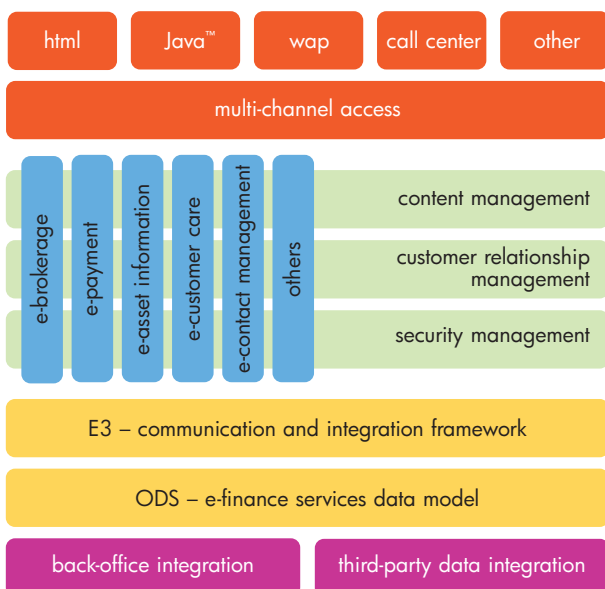 html
Java™
wap
call center
other
multi-channel access
e-brokerage
e-payment
e-asset information
e-customer care
e-contact management
others
content management
customer relationship
management
security management
E3 – communication and integration framework
ODS – e-finance services data model
back-office integration
third-party data integration